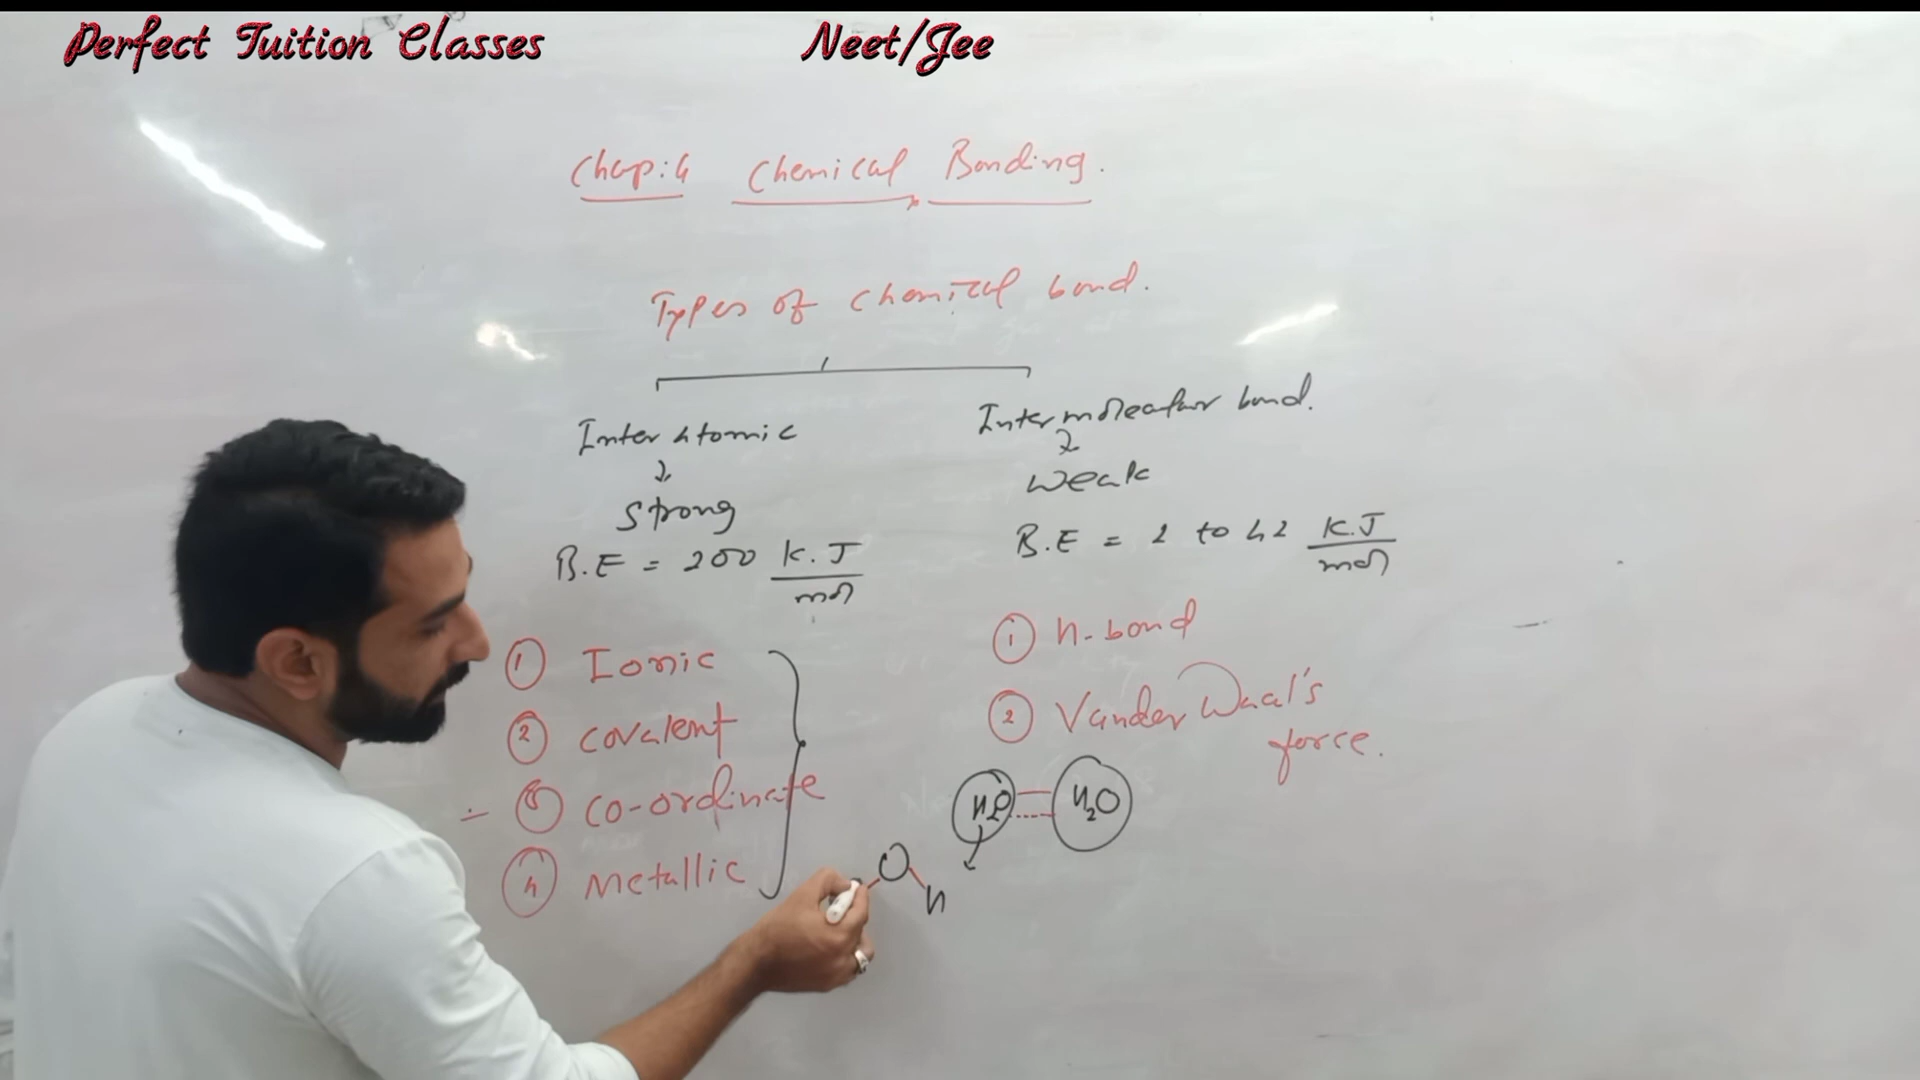 Perfect Tuition Classes
Neet/Jee
Chap:4 Chemical Bonding.
Types of chemical bond.
Inter Atomic
Strong
B.E = 200 K.J/mol
① Ionic
② covalent
③ co-ordinate
④ Metallic
Intermolecular bond.
Weak
B.E = 2 to 42 K.J/mol
① H-bond
② Vander Waal's
force.
H2O H2O
O
H